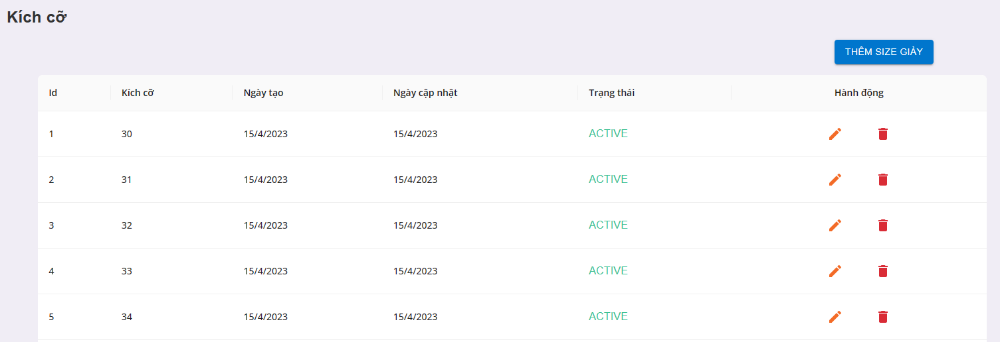 Kích cỡ
THÊM SIZE GIÀY
Id Kích cỡ Ngày tạo Ngày cập nhật Trạng thái Hành động
1 30 15/4/2023 15/4/2023 ACTIVE
2 31 15/4/2023 15/4/2023 ACTIVE
3 32 15/4/2023 15/4/2023 ACTIVE
4 33 15/4/2023 15/4/2023 ACTIVE
5 34 15/4/2023 15/4/2023 ACTIVE